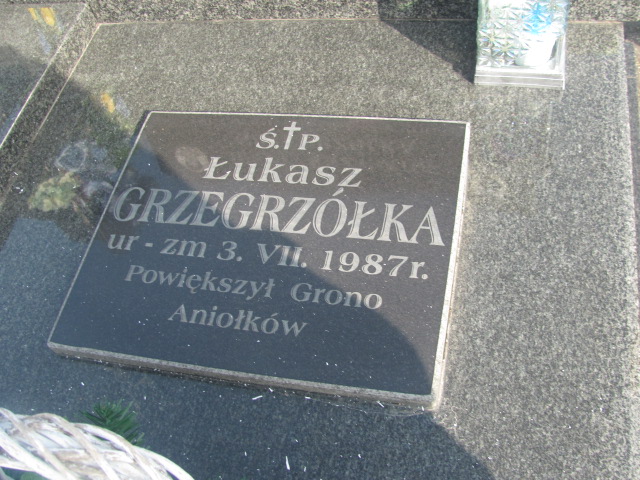 Ś.†P.
Łukasz
GRZEGRZÓŁKA
ur - zm 3. VII. 1987r.
Powiększył Grono
Aniołków